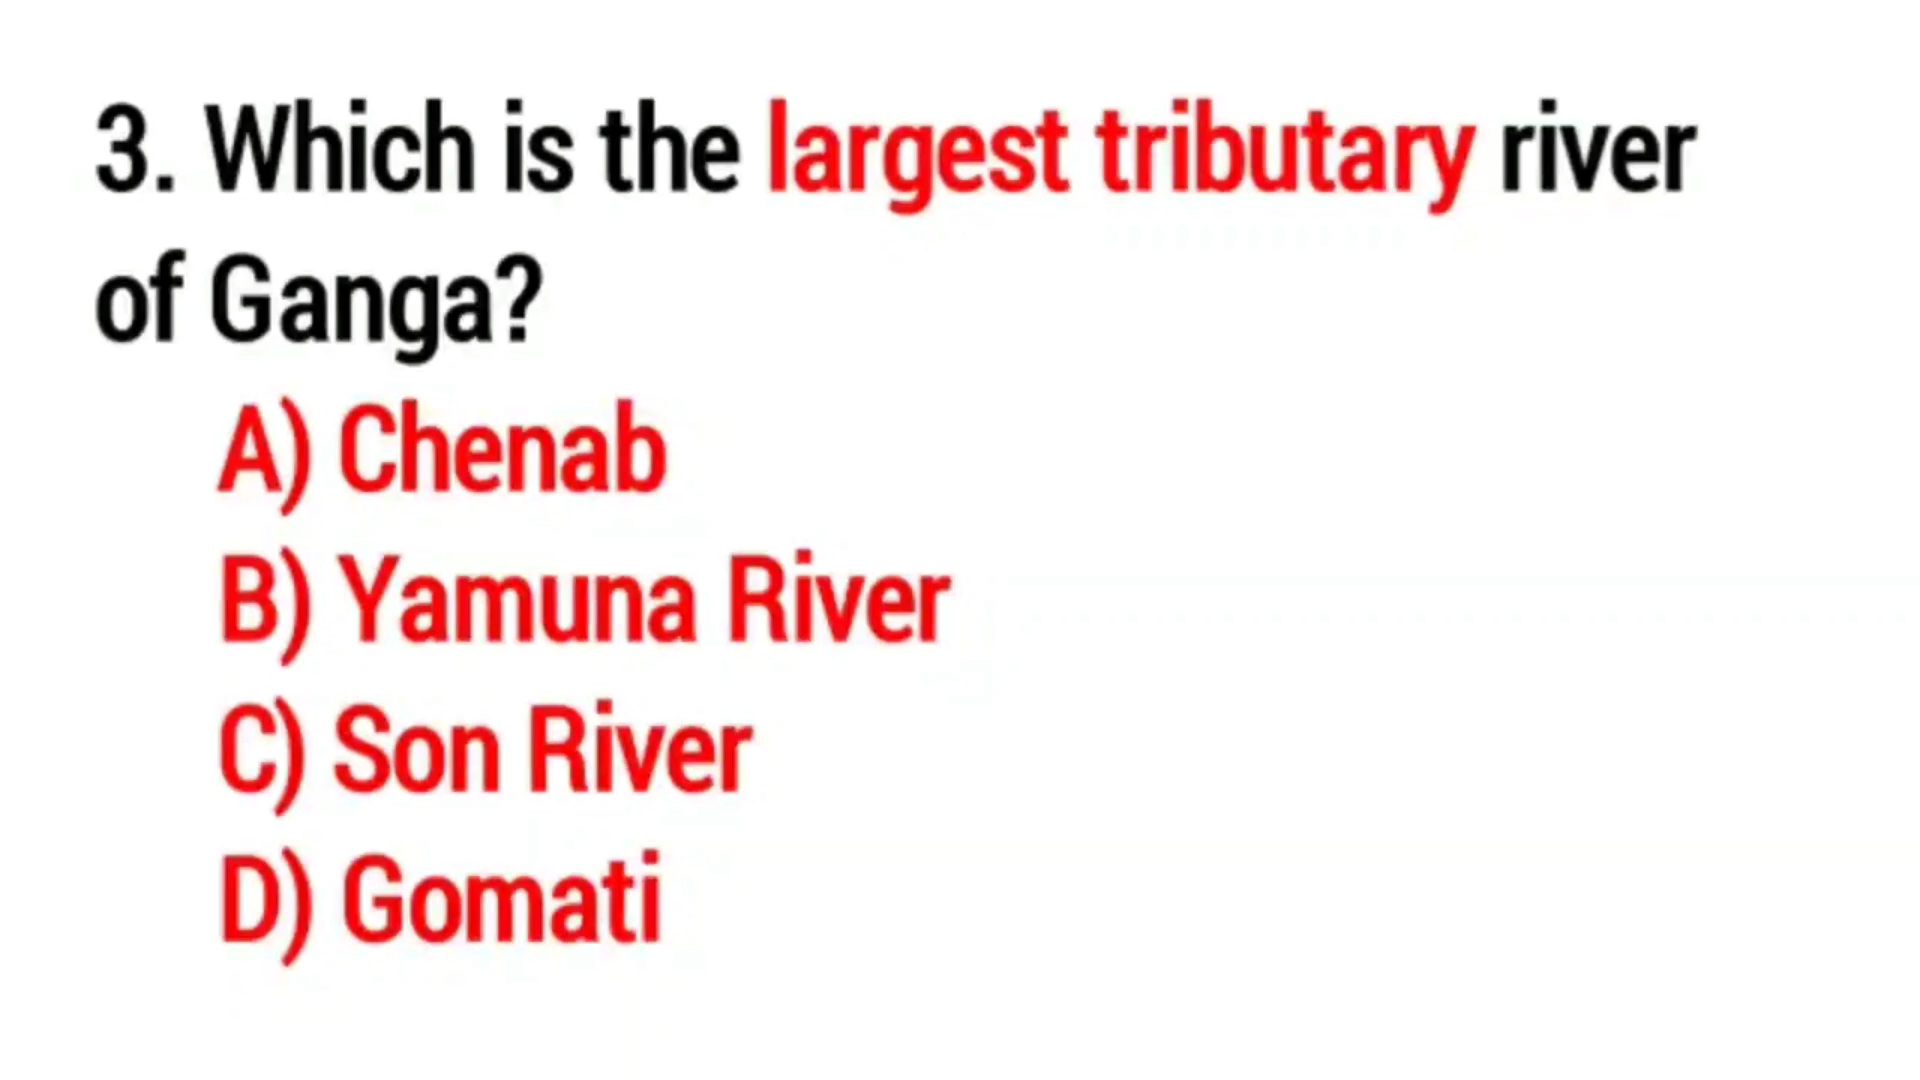 3. Which is the largest tributary river
of Ganga?
A) Chenab
B) Yamuna River
C) Son River
D) Gomati